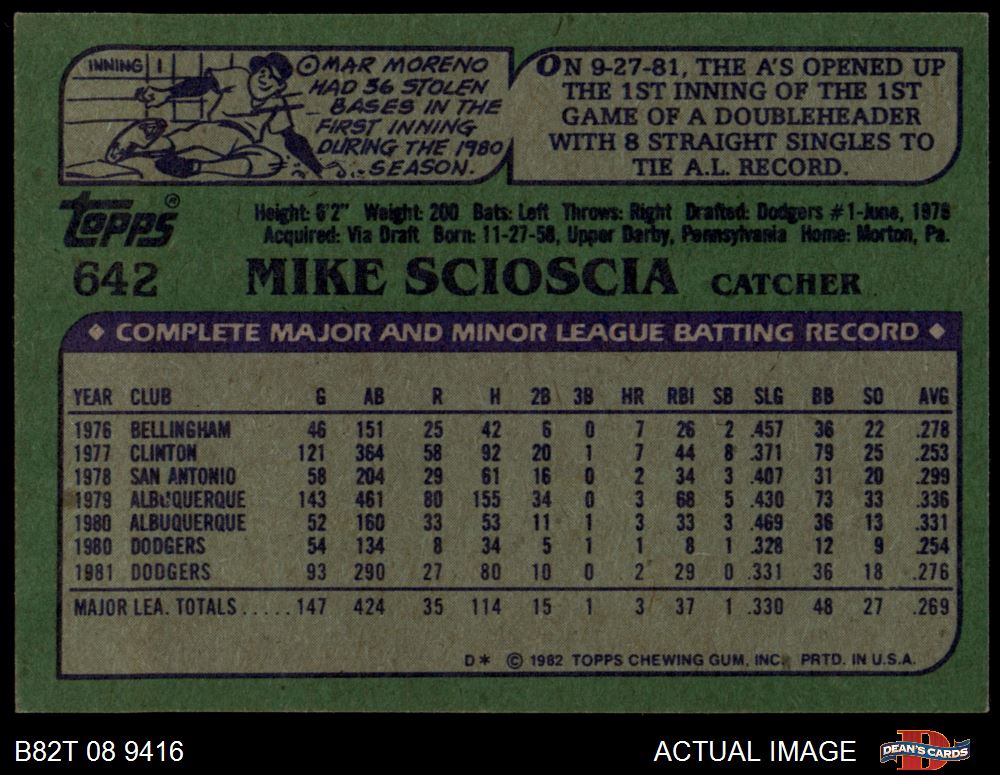 INNING 1
OMAR MORENO
HAD 36 STOLEN
BASES IN THE
FIRST INNING
DURING THE 1980
SEASON.
ON 9-27-81, THE A'S OPENED UP
THE 1ST INNING OF THE 1ST
GAME OF A DOUBLEHEADER
WITH 8 STRAIGHT SINGLES TO
TIE A.L. RECORD.
TOPPS®
Height: 6'2" Weight: 200 Bats: Left Throws: Right Drafted: Dodgers #1-June, 1976
Acquired: Via Draft Born: 11-27-58, Upper Darby, Pennsylvania Home: Morton, Pa.
642 MIKE SCIOSCIA CATCHER
◆ COMPLETE MAJOR AND MINOR LEAGUE BATTING RECORD ◆
YEAR CLUB G AB R H 2B 3B HR RBI SB SLG BB SO AVG
1976 BELLINGHAM 46 151 25 42 6 0 7 26 2 .457 36 22 .278
1977 CLINTON 121 364 58 92 20 1 7 44 8 .371 79 25 .253
1978 SAN ANTONIO 58 204 29 61 16 0 2 34 3 .407 31 20 .299
1979 ALBUQUERQUE 143 461 80 155 34 0 3 68 5 .430 73 33 .336
1980 ALBUQUERQUE 52 160 33 53 11 1 3 33 3 .469 36 13 .331
1980 DODGERS 54 134 8 34 5 1 1 8 1 .328 12 9 .254
1981 DODGERS 93 290 27 80 10 0 2 29 0 .331 36 18 .276
MAJOR LEA. TOTALS.....147 424 35 114 15 1 3 37 1 .330 48 27 .269
D* © 1982 TOPPS CHEWING GUM, INC. PRTD. IN U.S.A.
B82T 08 9416
ACTUAL IMAGE
D
DEAN'S CARDS